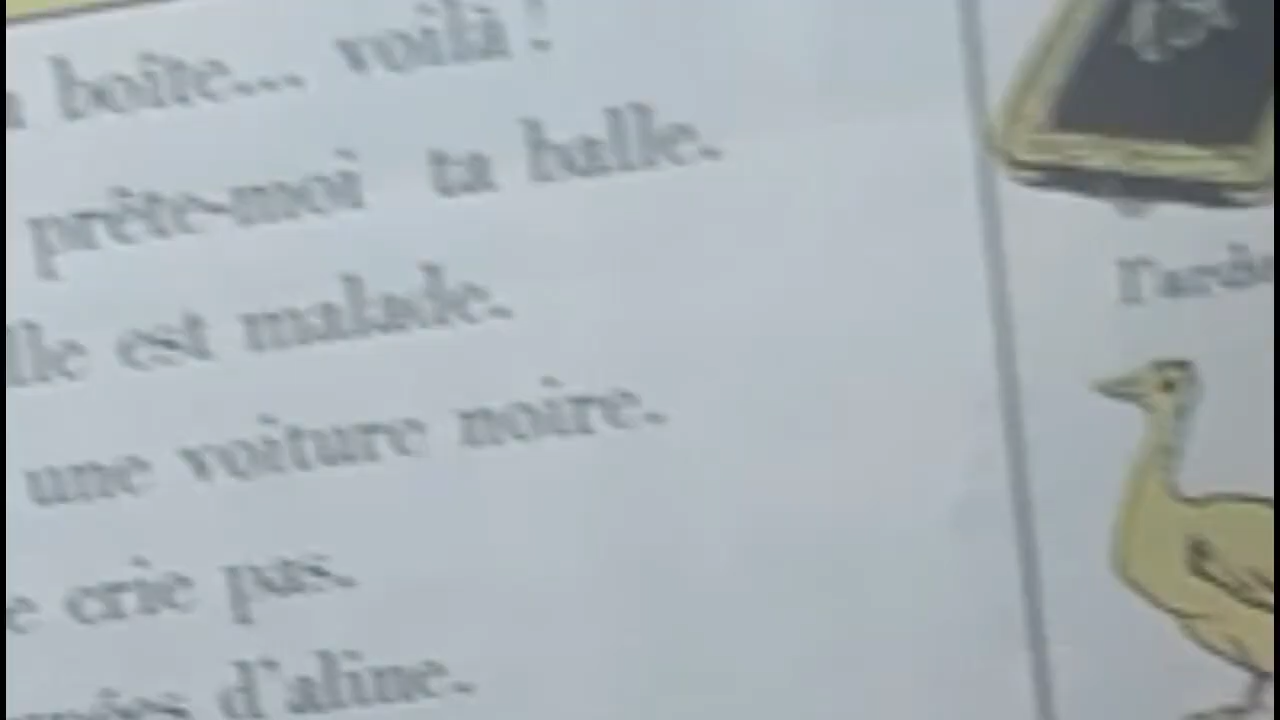 boîte... voilà !
prête-moi ta balle.
est malade.
une voiture noire.
crie pas.
d'aline.